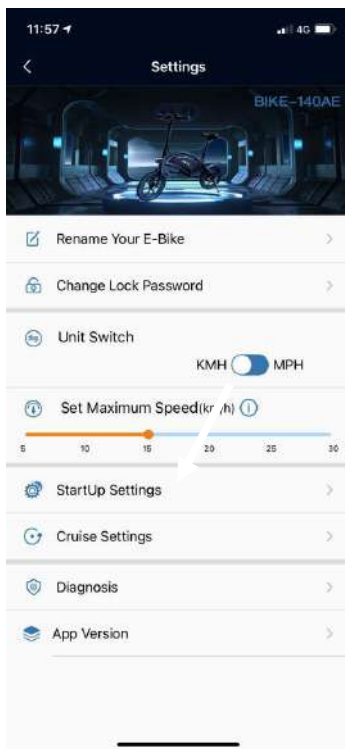 11:57 4G
Settings
BIKE-140AE
Rename Your E-Bike
Change Lock Password
Unit Switch
KMH MPH
Set Maximum Speed(km/h)
5 10 15 20 25 30
StartUp Settings
Cruise Settings
Diagnosis
App Version